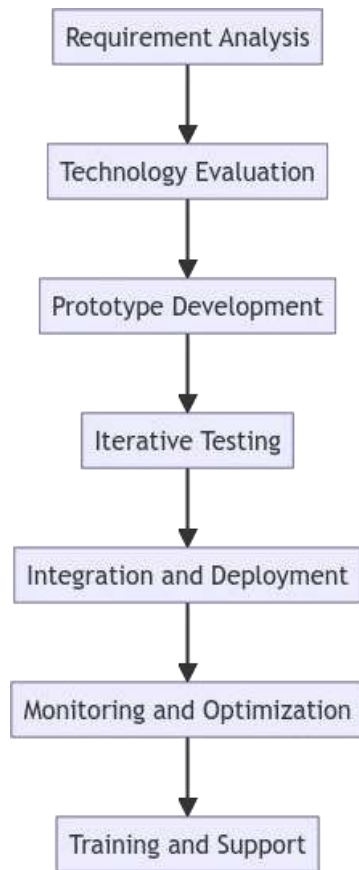 Requirement Analysis
Technology Evaluation
Prototype Development
Iterative Testing
Integration and Deployment
Monitoring and Optimization
Training and Support